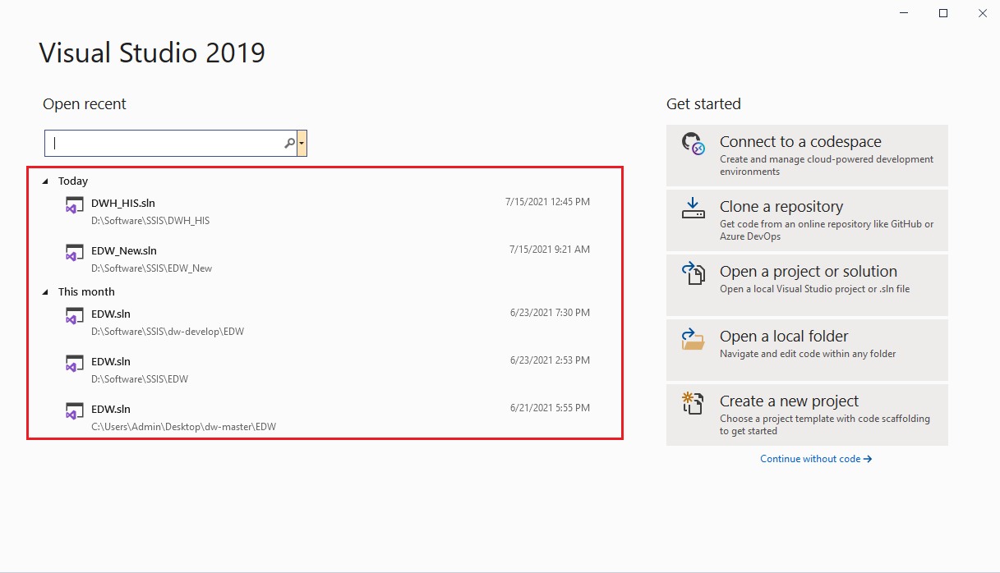 Visual Studio 2019
Open recent
Today
DWH_HIS.sln 7/15/2021 12:45 PM
D:\Software\SSIS\DWH_HIS
EDW_New.sln 7/15/2021 9:21 AM
D:\Software\SSIS\EDW_New
This month
EDW.sln 6/23/2021 7:30 PM
D:\Software\SSIS\dw-develop\EDW
EDW.sln 6/23/2021 2:53 PM
D:\Software\SSIS\EDW
EDW.sln 6/21/2021 5:55 PM
C:\Users\Admin\Desktop\dw-master\EDW
Get started
Connect to a codespace
Create and manage cloud-powered development
environments
Clone a repository
Get code from an online repository like GitHub or
Azure DevOps
Open a project or solution
Open a local Visual Studio project or .sln file
Open a local folder
Navigate and edit code within any folder
Create a new project
Choose a project template with code scaffolding
to get started
Continue without code →